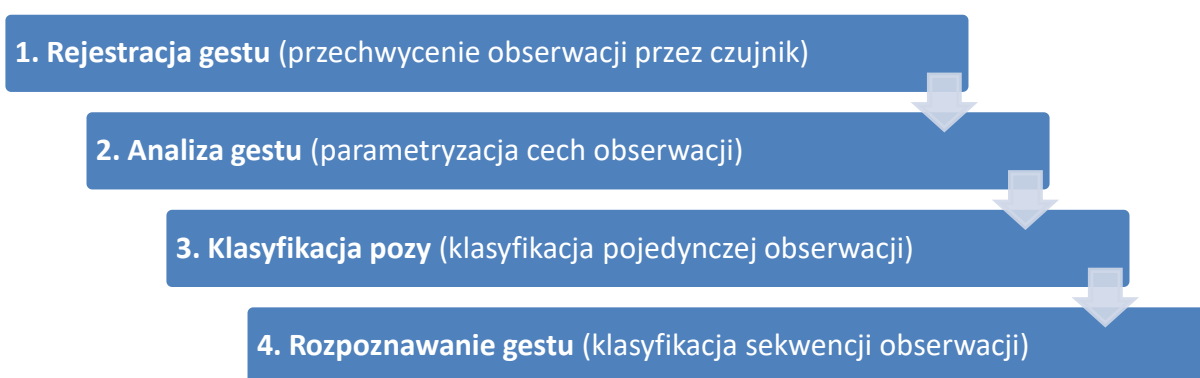 1. Rejestracja gestu (przechwycenie obserwacji przez czujnik)
2. Analiza gestu (parametryzacja cech obserwacji)
3. Klasyfikacja pozy (klasyfikacja pojedynczej obserwacji)
4. Rozpoznawanie gestu (klasyfikacja sekwencji obserwacji)